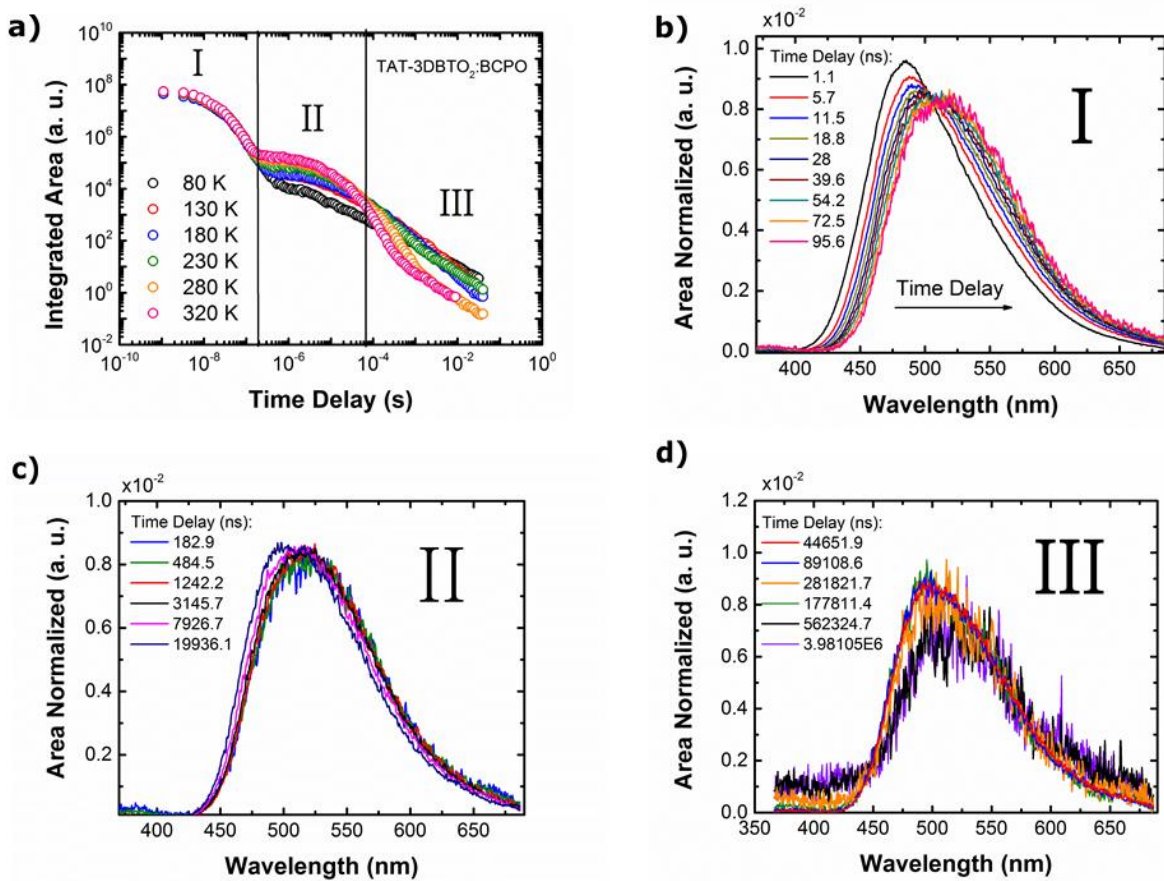 a)
10^10
10^8
10^6
10^4
10^2
10^0
10^-2
Integrated Area (a. u.)
I
II
III
TAT-3DBTO₂:BCPO
80 K
130 K
180 K
230 K
280 K
320 K
10^-10
10^-8
10^-6
10^-4
10^-2
10^0
Time Delay (s)
b)
x10^-2
1.0
0.8
0.6
0.4
0.2
0.0
Area Normalized (a. u.)
Time Delay (ns):
1.1
5.7
11.5
18.8
28
39.6
54.2
72.5
95.6
I
Time Delay
400 450 500 550 600 650
Wavelength (nm)
c)
x10^-2
1.0
0.8
0.6
0.4
0.2
Area Normalized (a. u.)
Time Delay (ns):
182.9
484.5
1242.2
3145.7
7926.7
19936.1
II
400 450 500 550 600 650
Wavelength (nm)
d)
x10^-2
1.2
1.0
0.8
0.6
0.4
0.2
0.0
Area Normalized (a. u.)
Time Delay (ns):
44651.9
89108.6
281821.7
177811.4
562324.7
3.98105E6
III
350 400 450 500 550 600 650
Wavelength (nm)